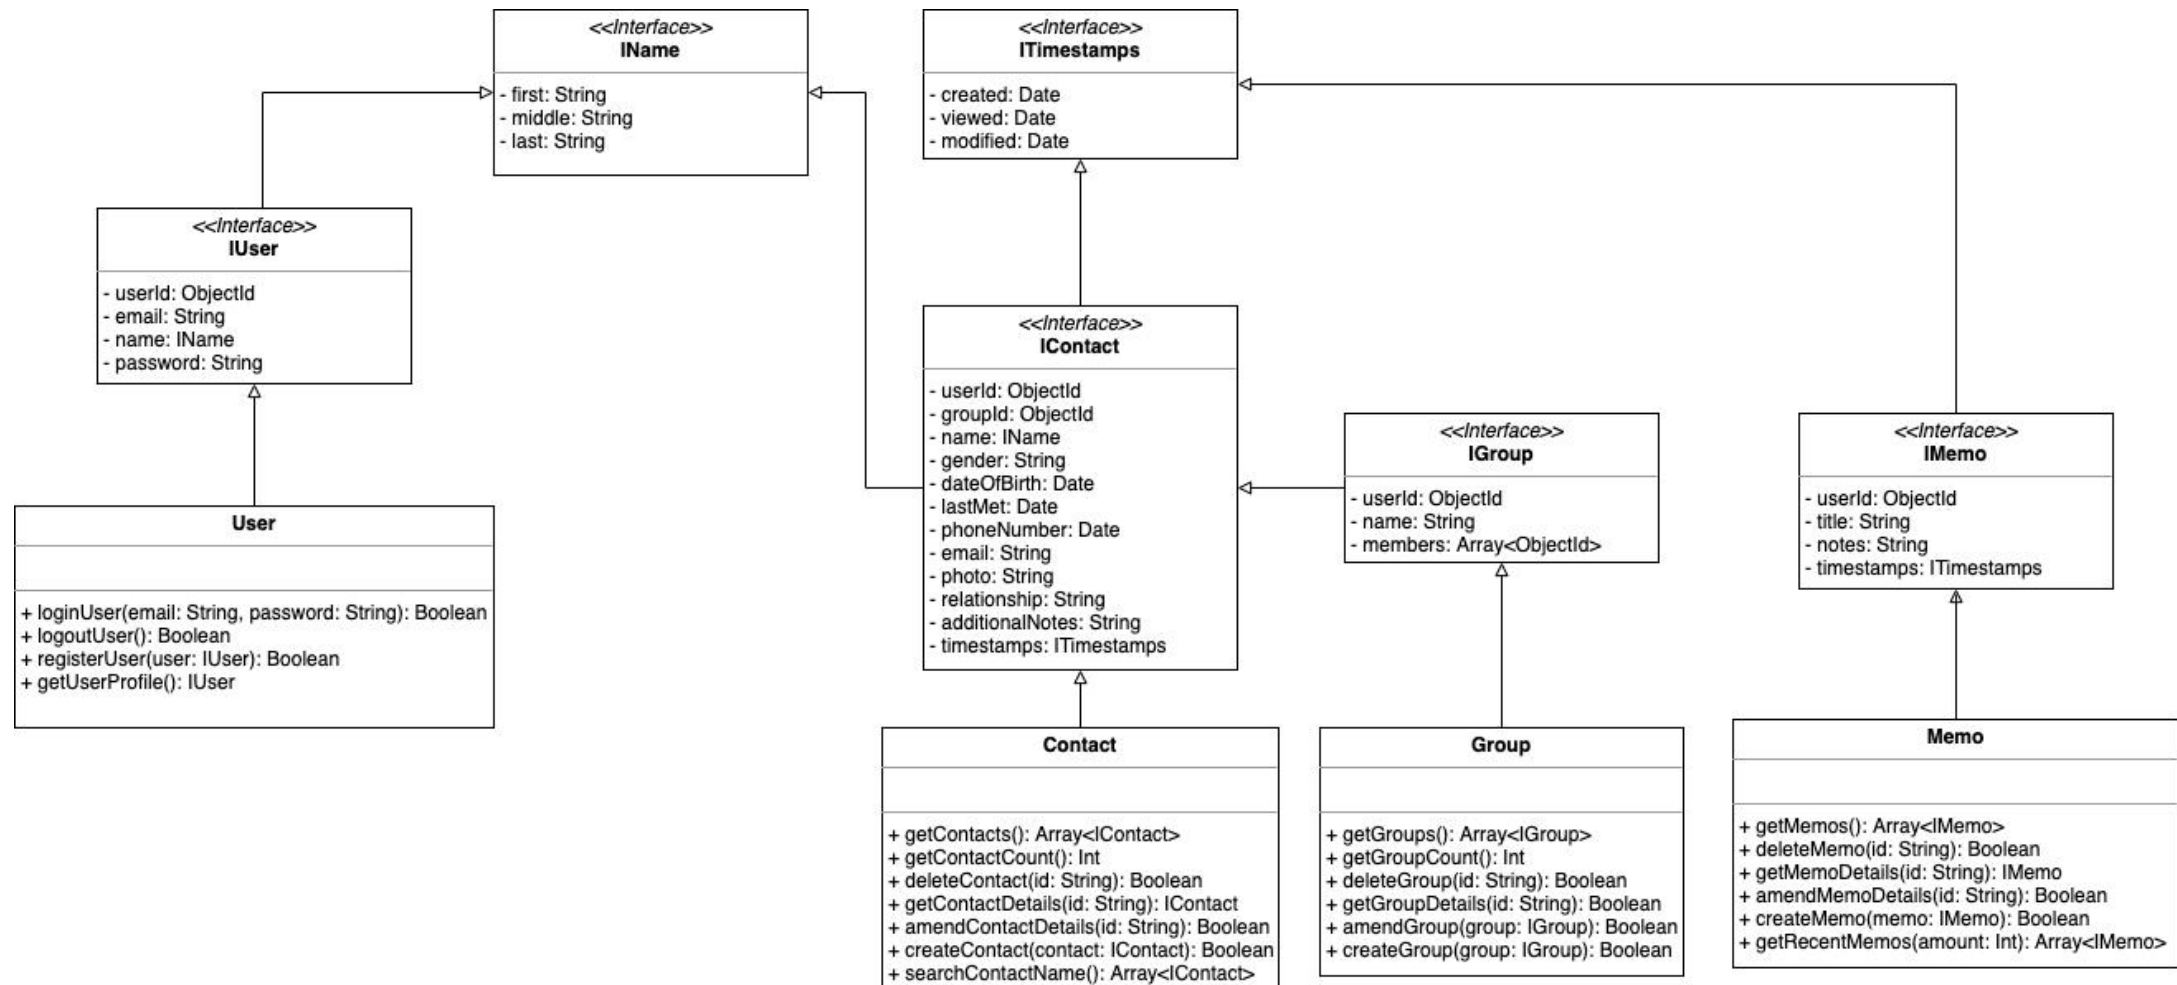 <<Interface>>
IName
- first: String
- middle: String
- last: String
<<Interface>>
ITimestamps
- created: Date
- viewed: Date
- modified: Date
<<Interface>>
IUser
- userId: ObjectId
- email: String
- name: IName
- password: String
<<Interface>>
IContact
- userId: ObjectId
- groupId: ObjectId
- name: IName
- gender: String
- dateOfBirth: Date
- lastMet: Date
- phoneNumber: Date
- email: String
- photo: String
- relationship: String
- additionalNotes: String
- timestamps: ITimestamps
<<Interface>>
IGroup
- userId: ObjectId
- name: String
- members: Array<ObjectId>
<<Interface>>
IMemo
- userId: ObjectId
- title: String
- notes: String
- timestamps: ITimestamps
User
+ loginUser(email: String, password: String): Boolean
+ logoutUser(): Boolean
+ registerUser(user: IUser): Boolean
+ getUserProfile(): IUser
Contact
+ getContacts(): Array<IContact>
+ getContactCount(): Int
+ deleteContact(id: String): Boolean
+ getContactDetails(id: String): IContact
+ amendContactDetails(id: String): Boolean
+ createContact(contact: IContact): Boolean
+ searchContactName(): Array<IContact>
Group
+ getGroups(): Array<IGroup>
+ getGroupCount(): Int
+ deleteGroup(id: String): Boolean
+ getGroupDetails(id: String): Boolean
+ amendGroup(group: IGroup): Boolean
+ createGroup(group: IGroup): Boolean
Memo
+ getMemos(): Array<IMemo>
+ deleteMemo(id: String): Boolean
+ getMemoDetails(id: String): IMemo
+ amendMemoDetails(id: String): Boolean
+ createMemo(memo: IMemo): Boolean
+ getRecentMemos(amount: Int): Array<IMemo>